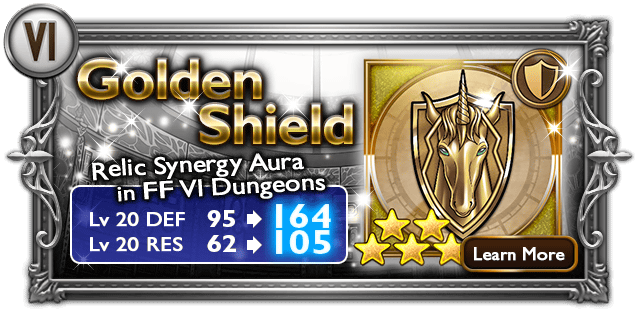 VI
Golden
Shield
Relic Synergy Aura
in FF VI Dungeons
Lv 20 DEF 95 → 164
Lv 20 RES 62 → 105
Learn More